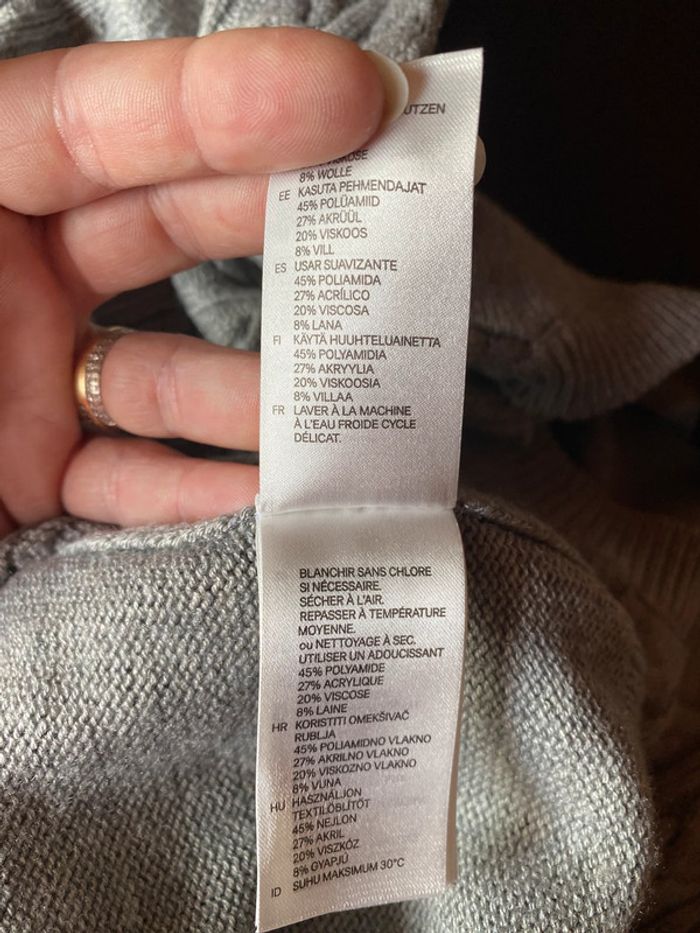 UTZEN
VISKOSE
8% WOLLE
EE KASUTA PEHMENDAJAT
45% POLÜAMIID
27% AKRÜÜL
20% VISKOOS
8% VILL
ES USAR SUAVIZANTE
45% POLIAMIDA
27% ACRÍLICO
20% VISCOSA
8% LANA
FI KÄYTÄ HUUHTELUAINETTA
45% POLYAMIDIA
27% AKRYYLIA
20% VISKOOSIA
8% VILLAA
FR LAVER À LA MACHINE
À L'EAU FROIDE CYCLE
DÉLICAT.
BLANCHIR SANS CHLORE
SI NÉCESSAIRE.
SÉCHER À L'AIR.
REPASSER À TEMPÉRATURE
MOYENNE.
ou NETTOYAGE À SEC.
UTILISER UN ADOUCISSANT
45% POLYAMIDE
27% ACRYLIQUE
20% VISCOSE
8% LAINE
HR KORISTITI OMEKŠIVAČ
RUBLJA
45% POLIAMIDNO VLAKNO
27% AKRILNO VLAKNO
20% VISKOZNO VLAKNO
8% VUNA
HU HASZNÁLJON
TEXTILÖBLÍTŐT
45% NEJLON
27% AKRIL
20% VISZKÓZ
8% GYAPJÚ
ID SUHU MAKSIMUM 30°C